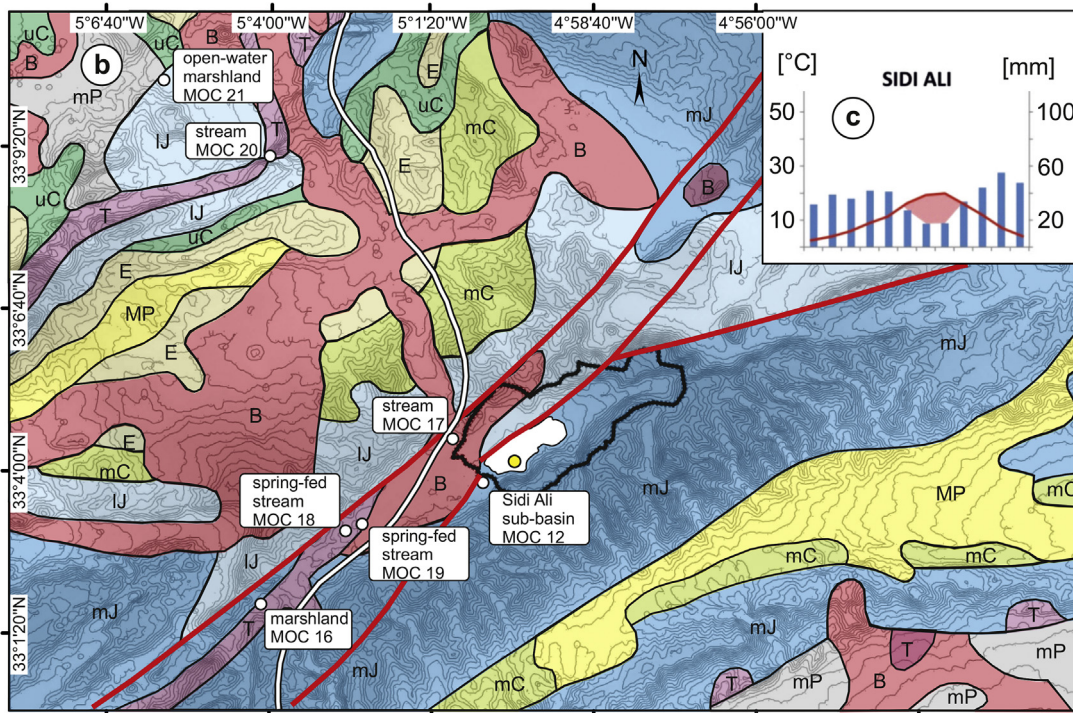 5°6'40"W
5°4'00"W
5°1'20"W
4°58'40"W
4°56'00"W
33°9'20"N
33°6'40"N
33°4'00"N
33°1'20"N
b
N
uC
B
mP
uC
B
T
open-water
marshland
MOC 21
E
uC
mC
mJ
lJ
T
stream
MOC 20
E
B
B
uC
T
lJ
uC
E
mC
lJ
MP
E
mJ
B
stream
MOC 17
E
mC
lJ
lJ
B
mJ
MP
mC
spring-fed
stream
MOC 18
Sidi Ali
sub-basin
MOC 12
spring-fed
stream
MOC 19
lJ
mC
mC
mJ
marshland
MOC 16
T
mJ
mJ
T
T
mP
mC
T
mP
B
mP
[°C]
SIDI ALI
[mm]
c
50
30
10
100
60
20